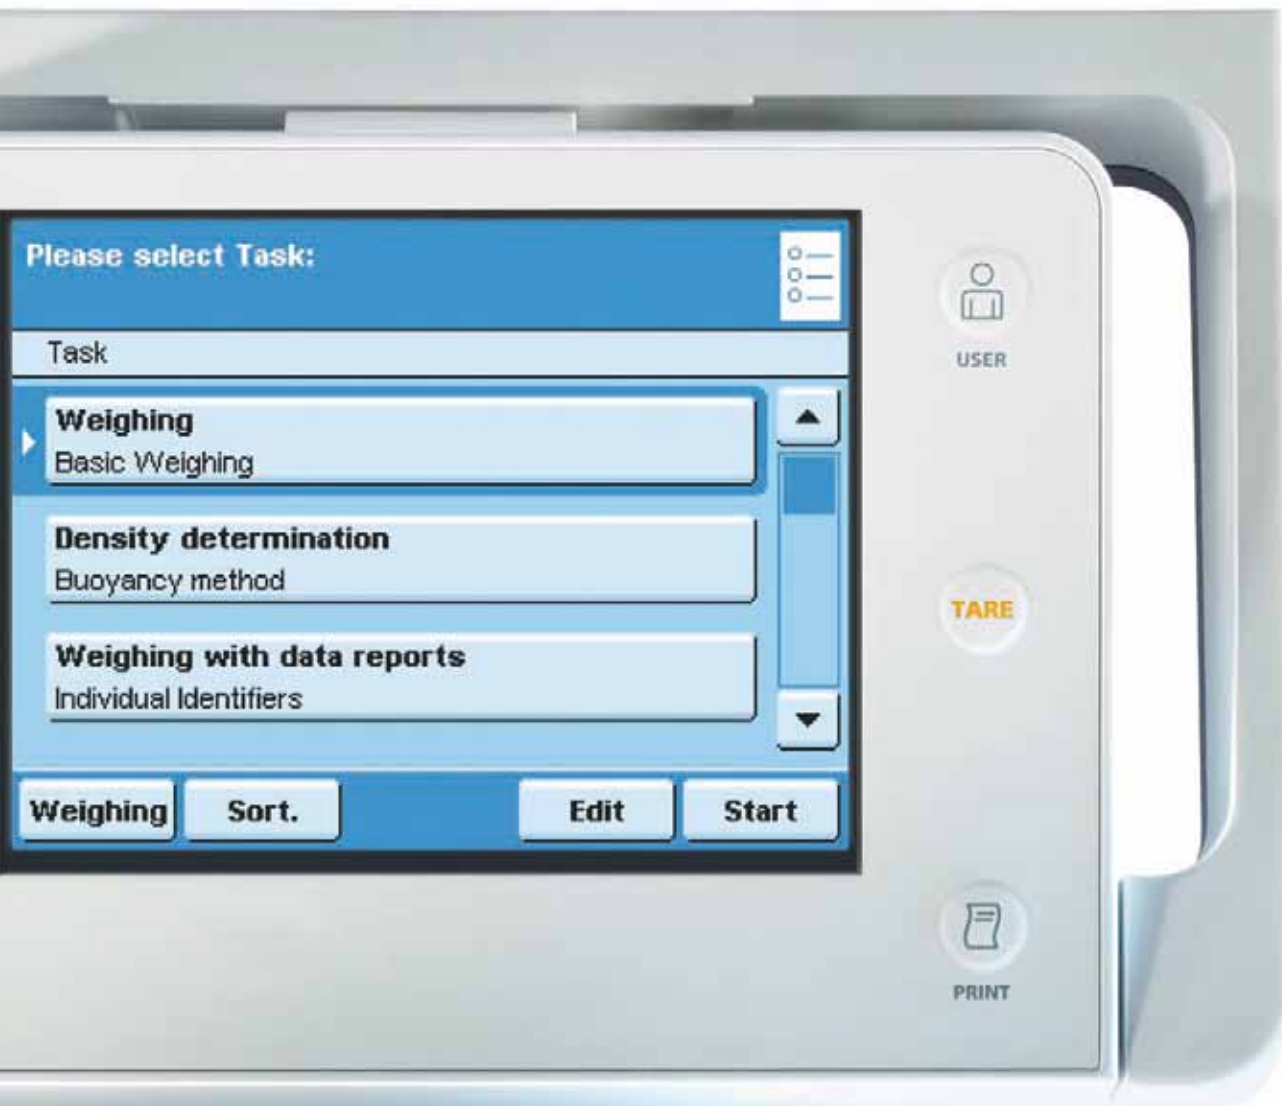 Please select Task:
Task
Weighing
Basic Weighing
Density determination
Buoyancy method
Weighing with data reports
Individual Identifiers
Weighing Sort. Edit Start
USER
TARE
PRINT